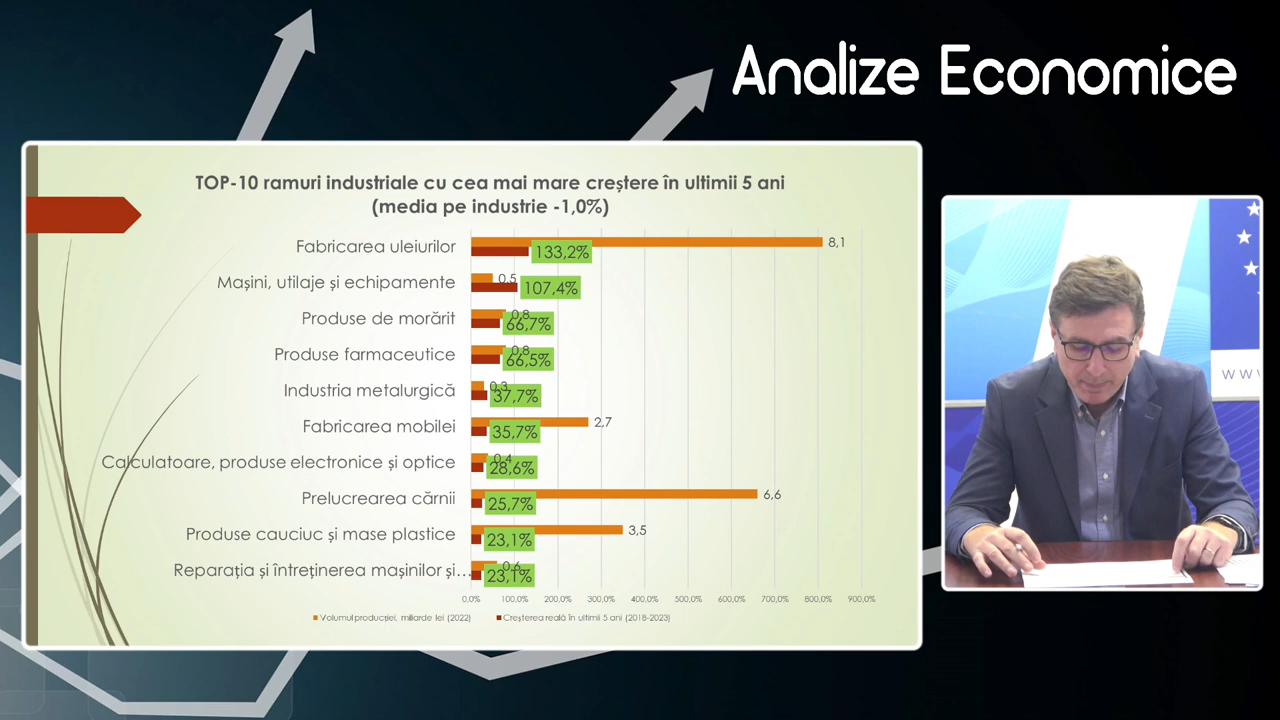 Analize Economice
TOP-10 ramuri industriale cu cea mai mare creștere în ultimii 5 ani
(media pe industrie -1,0%)
Fabricarea uleiurilor
8,1
133,2%
Mașini, utilaje și echipamente
0,5
107,4%
Produse de morărit
0,8
66,7%
Produse farmaceutice
0,8
66,5%
Industria metalurgică
0,3
37,7%
Fabricarea mobilei
2,7
35,7%
Calculatoare, produse electronice și optice
0,4
28,6%
Prelucrarea cărnii
6,6
25,7%
Produse cauciuc și mase plastice
3,5
23,1%
Reparația și întreținerea mașinilor și...
0,6
23,1%
0,0% 100,0% 200,0% 300,0% 400,0% 500,0% 600,0% 700,0% 800,0% 900,0%
Volumul producției, miliarde lei (2022) Creșterea reală în ultimii 5 ani (2018-2023)
WW